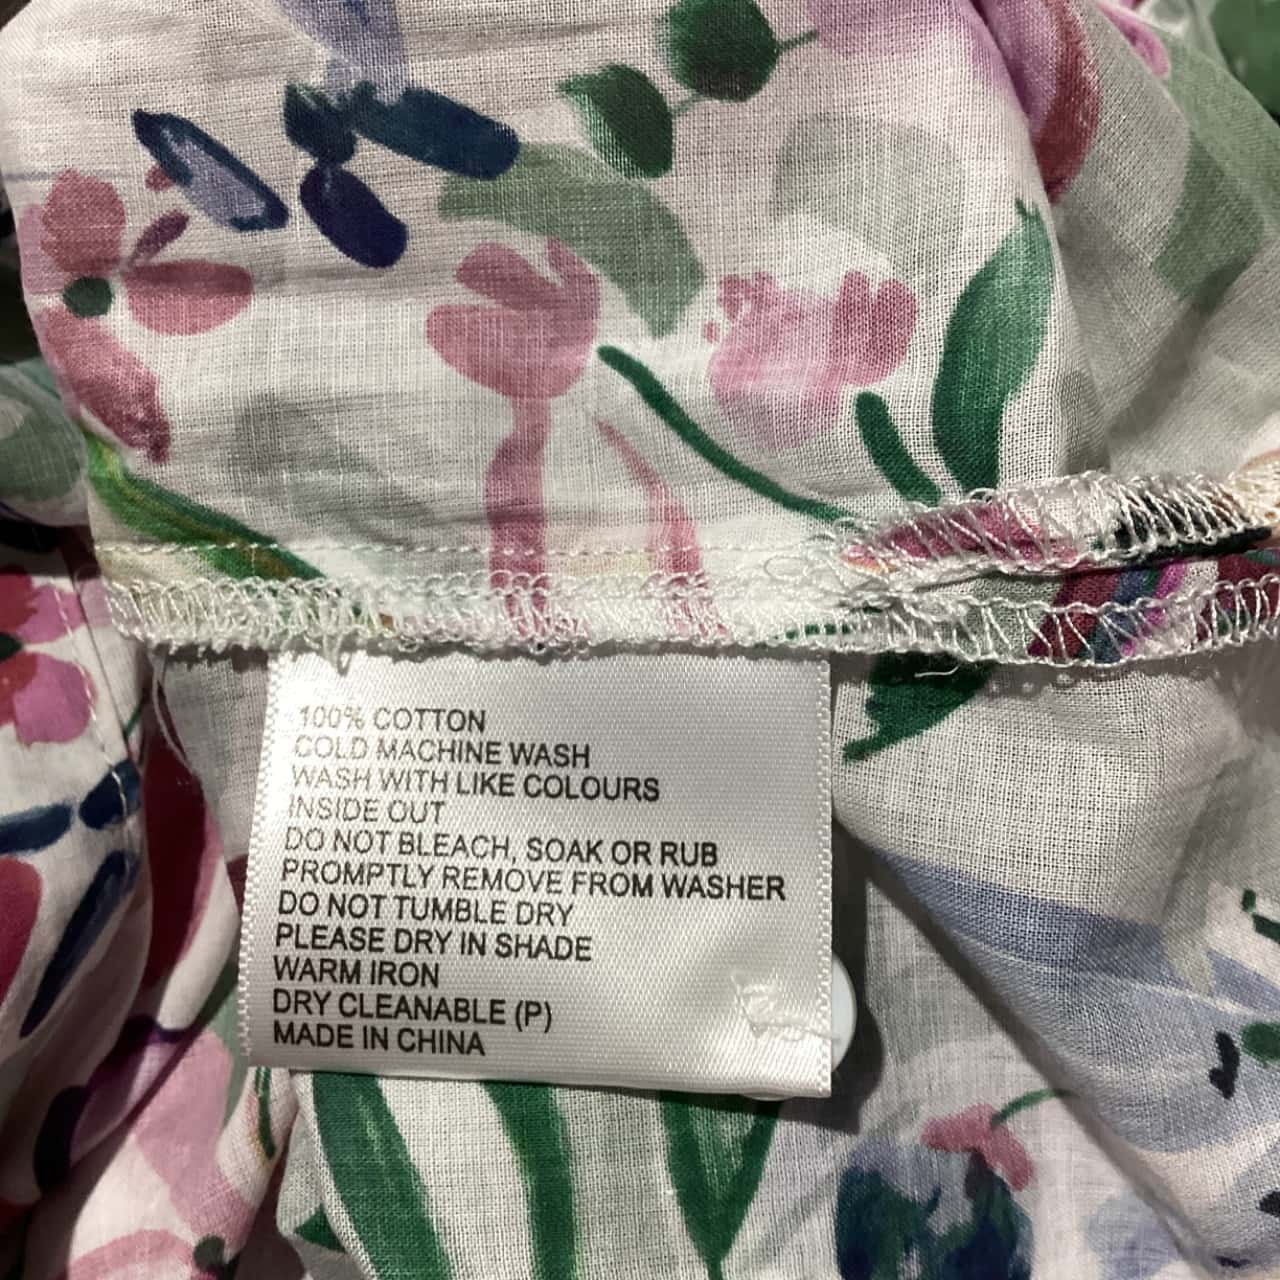 100% COTTON
COLD MACHINE WASH
WASH WITH LIKE COLOURS
INSIDE OUT
DO NOT BLEACH, SOAK OR RUB
PROMPTLY REMOVE FROM WASHER
DO NOT TUMBLE DRY
PLEASE DRY IN SHADE
WARM IRON
DRY CLEANABLE (P)
MADE IN CHINA